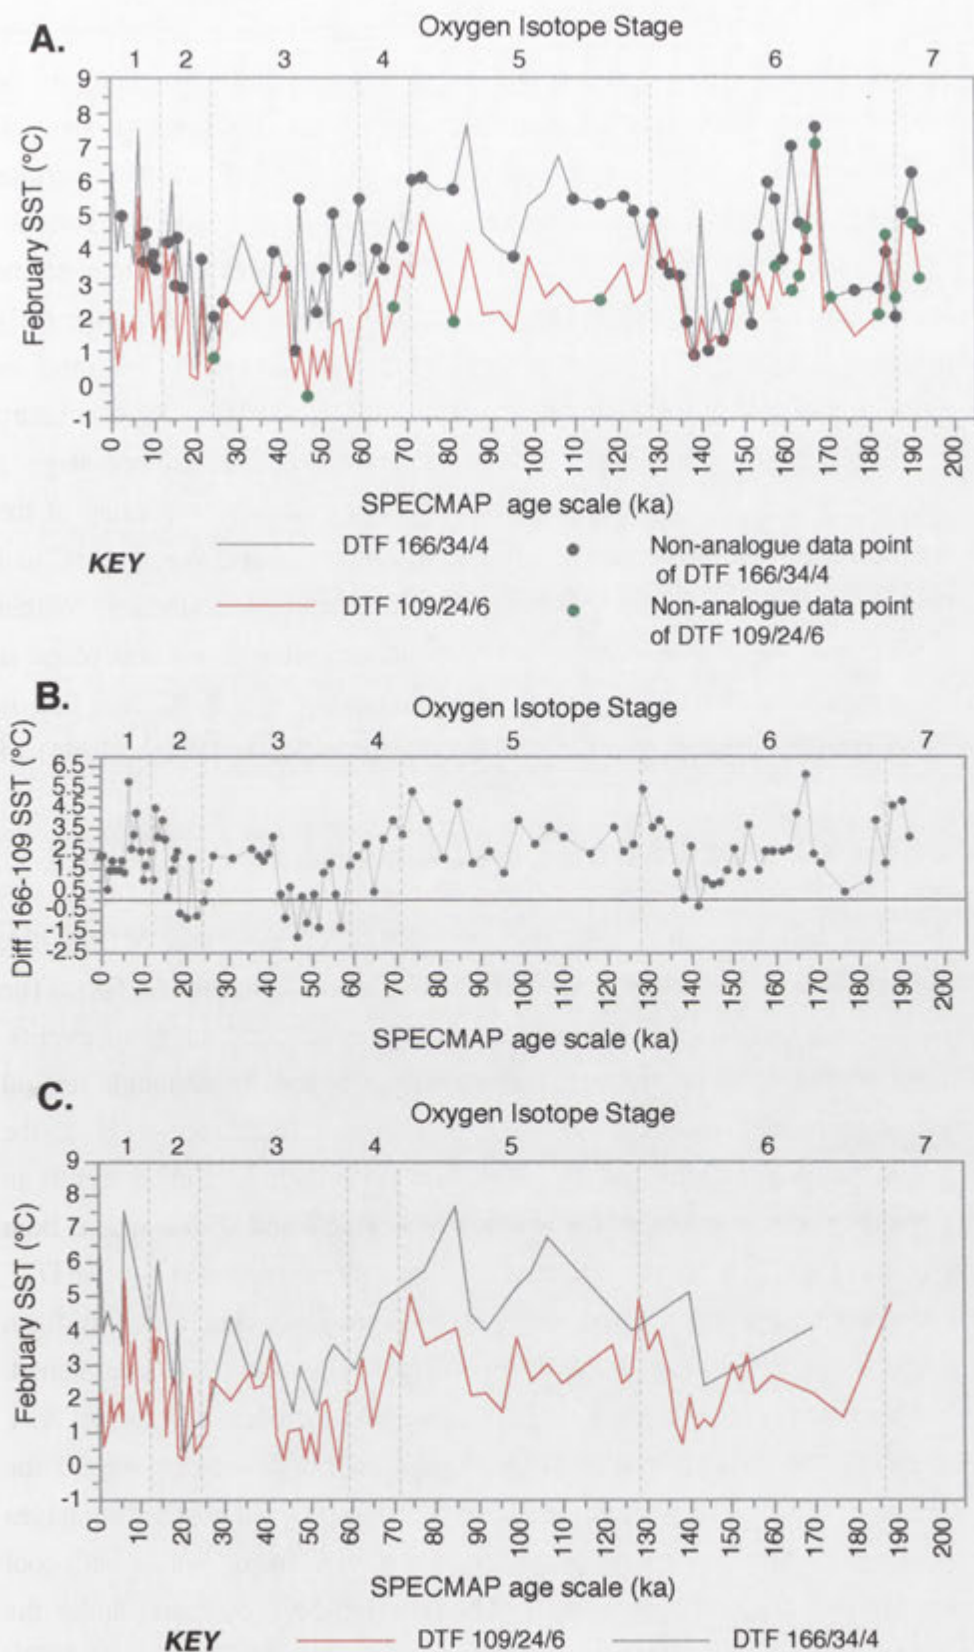 A.
Oxygen Isotope Stage
1 2 3 4 5 6 7
February SST (°C)
9
8
7
6
5
4
3
2
1
0
-1
0 10 20 30 40 50 60 70 80 90 100 110 120 130 140 150 160 170 180 190 200
SPECMAP age scale (ka)
KEY
DTF 166/34/4
Non-analogue data point
of DTF 166/34/4
DTF 109/24/6
Non-analogue data point
of DTF 109/24/6
B.
Oxygen Isotope Stage
1 2 3 4 5 6 7
Diff 166-109 SST (°C)
6.5
5.5
4.5
3.5
2.5
1.5
0.5
-0.5
-1.5
-2.5
0 10 20 30 40 50 60 70 80 90 100 110 120 130 140 150 160 170 180 190 200
SPECMAP age scale (ka)
C.
Oxygen Isotope Stage
1 2 3 4 5 6 7
February SST (°C)
9
8
7
6
5
4
3
2
1
0
-1
0 10 20 30 40 50 60 70 80 90 100 110 120 130 140 150 160 170 180 190 200
SPECMAP age scale (ka)
KEY
DTF 109/24/6
DTF 166/34/4